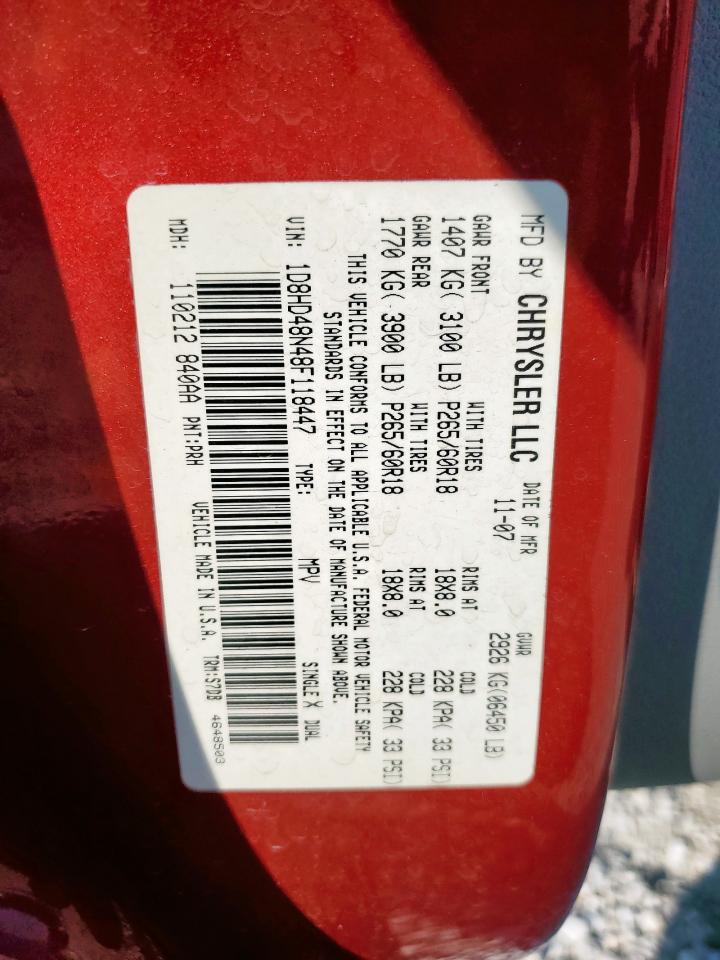 MFD BY CHRYSLER LLC DATE OF MFR GVWR
11-07 2926 KG(06450 LB)
GAWR FRONT WITH TIRES RIMS AT COLD
1407 KG( 3100 LB) P265/60R18 18X8.0 228 KPA( 33 PSI)
GAWR REAR WITH TIRES RIMS AT COLD
1770 KG( 3900 LB) P265/60R18 18X8.0 228 KPA( 33 PSI)
THIS VEHICLE CONFORMS TO ALL APPLICABLE U.S.A. FEDERAL MOTOR VEHICLE SAFETY
STANDARDS IN EFFECT ON THE DATE OF MANUFACTURE SHOWN ABOVE.
VIN: 1D8HD48N48F118447 TYPE: MPV SINGLE X DUAL
MDH: 110212 840AA PNT:PRH VEHICLE MADE IN U.S.A. TRM:S7DB 4648503